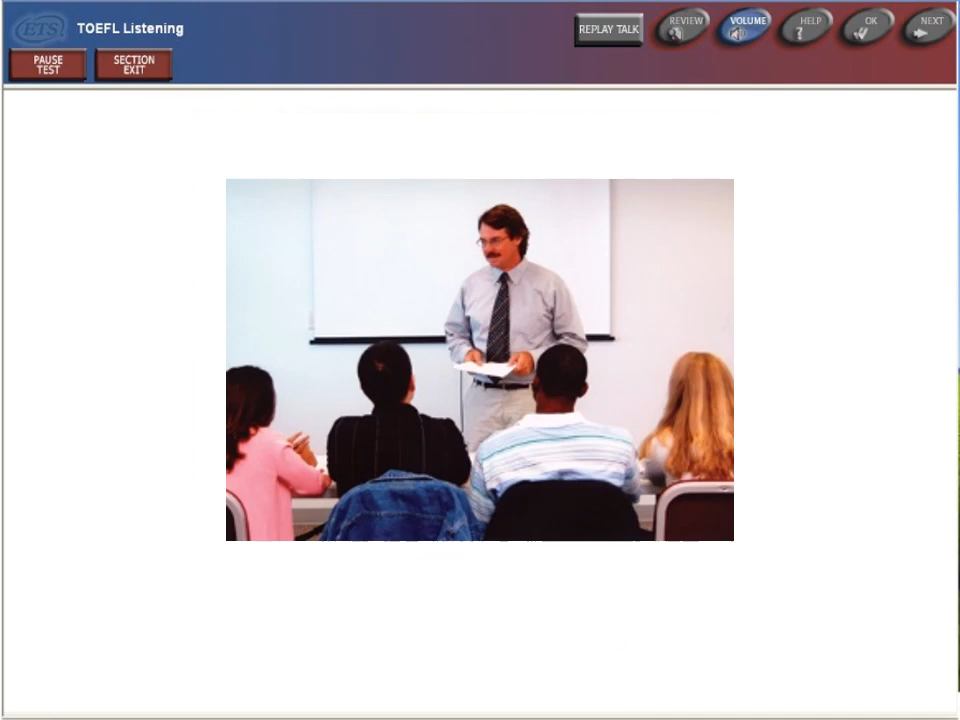 ETS
TOEFL Listening
REPLAY TALK
REVIEW
VOLUME
HELP
?
OK
NEXT
PAUSE
TEST
SECTION
EXIT